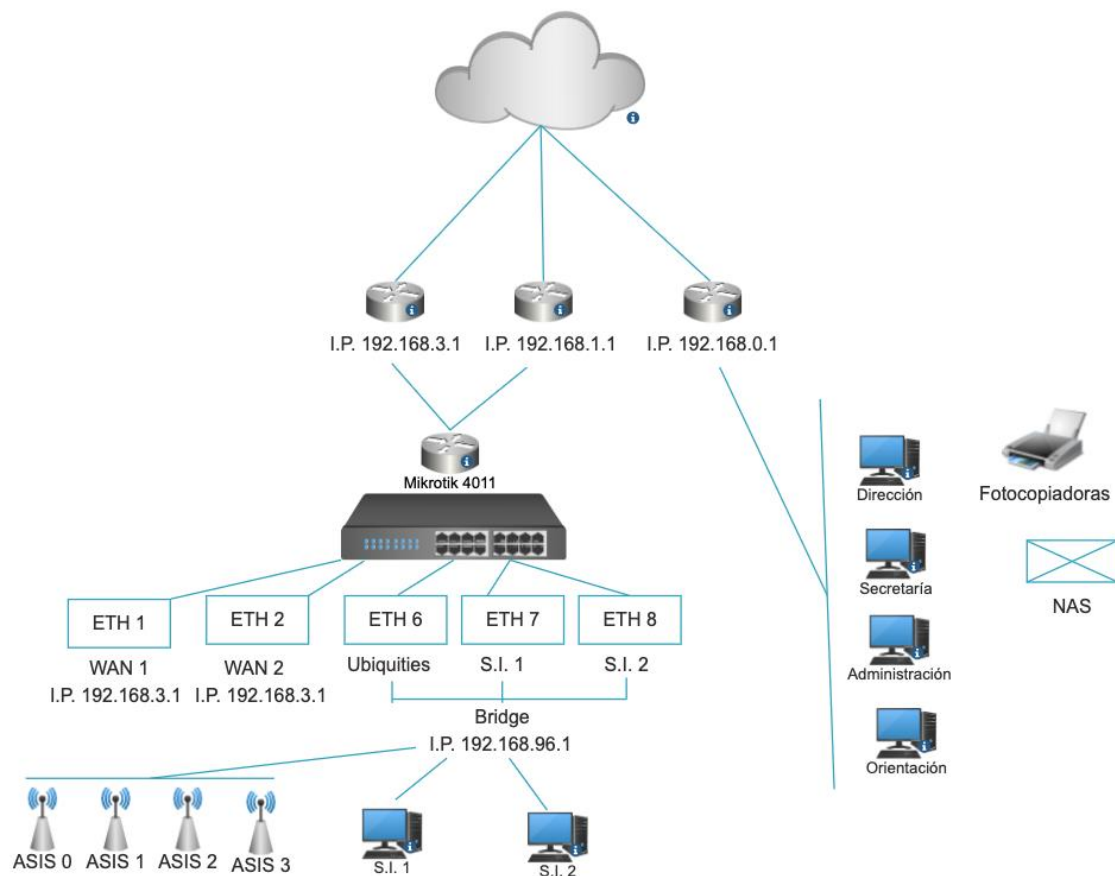 I.P. 192.168.3.1
I.P. 192.168.1.1
I.P. 192.168.0.1
Mikrotik 4011
Dirección
Fotocopiadoras
Secretaría
NAS
Administración
Orientación
ETH 1
ETH 2
ETH 6
ETH 7
ETH 8
WAN 1
I.P. 192.168.3.1
WAN 2
I.P. 192.168.3.1
Ubiquities
S.I. 1
S.I. 2
Bridge
I.P. 192.168.96.1
ASIS 0
ASIS 1
ASIS 2
ASIS 3
S.I. 1
S.I. 2